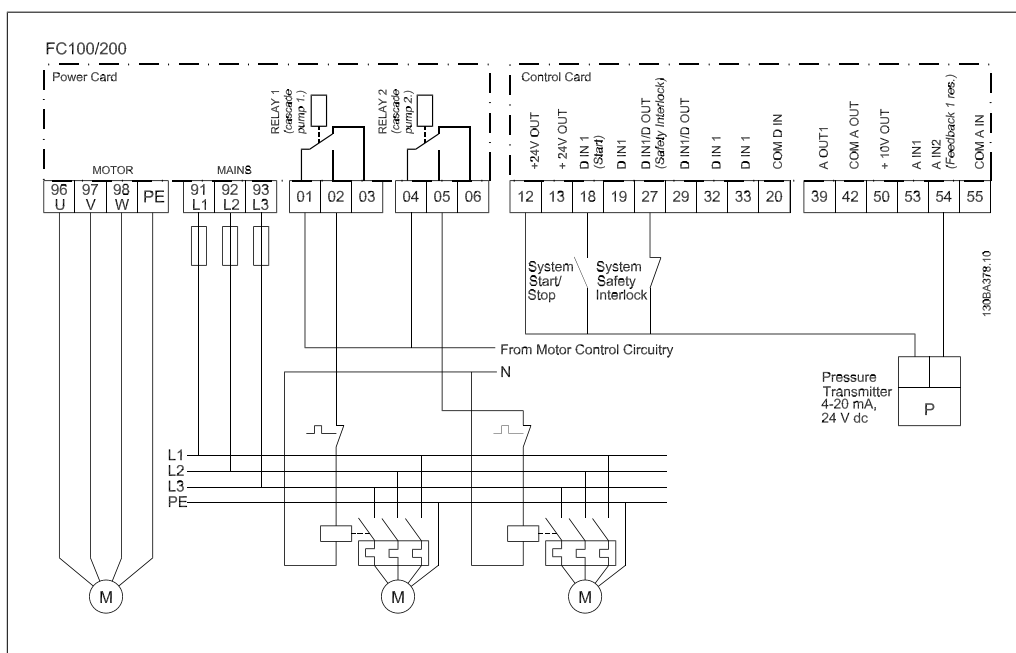 FC100/200
Power Card
Control Card
RELAY 1
(cascade
pump 1.)
RELAY 2
(cascade
pump 2.)
+24V OUT
+ 24V OUT
D IN 1
(Start)
D IN1
D IN1/D OUT
(Safety Interlock)
D IN1/D OUT
D IN 1
D IN 1
COM D IN
A OUT1
COM A OUT
+ 10V OUT
A IN1
A IN2
(Feedback 1 res.)
COM A IN
MOTOR
MAINS
96 97 98 PE
U V W
91 92 93
L1 L2 L3
01 02 03
04 05 06
12 13 18 19 27 29 32 33 20
39 42 50 53 54 55
System
Start/
Stop
System
Safety
Interlock
130BA378.10
From Motor Control Circuitry
N
Pressure
Transmitter
4-20 mA,
24 V dc
P
L1
L2
L3
PE
M
M
M